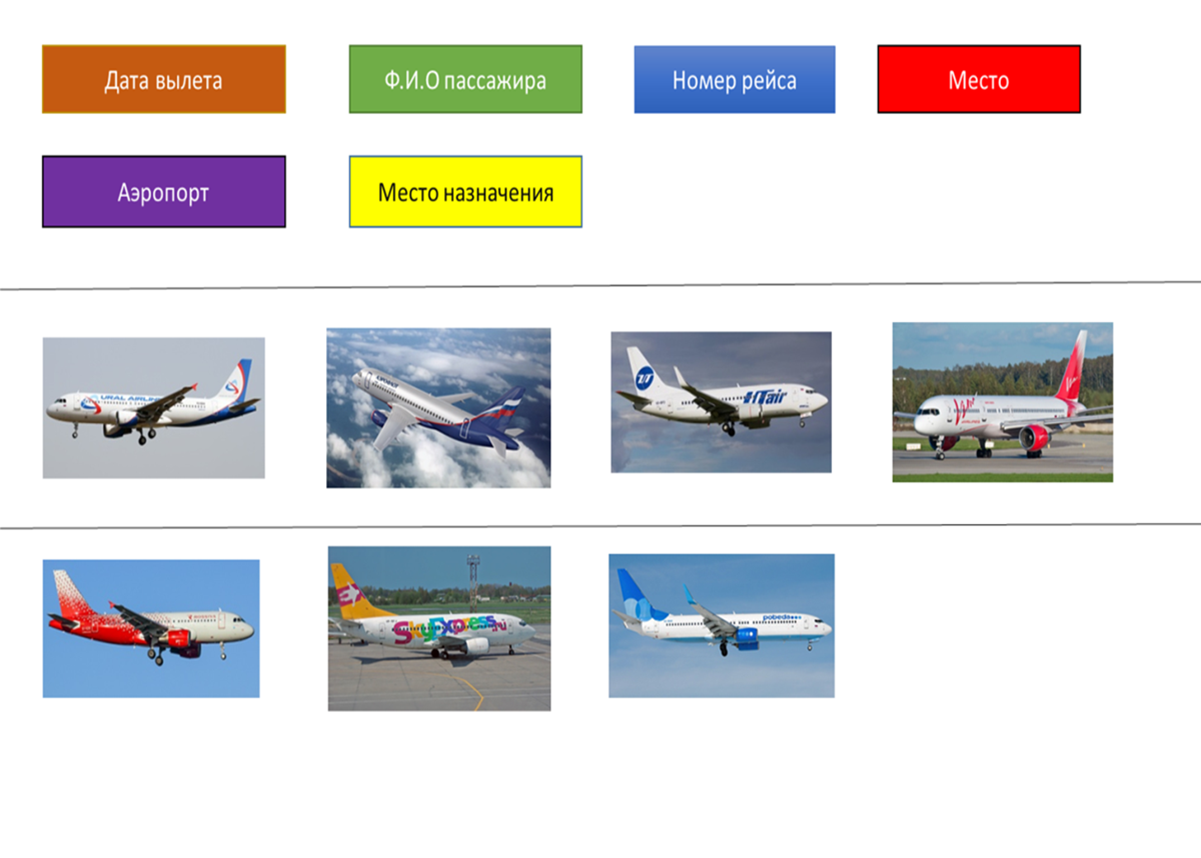 Дата вылета
Ф.И.О пассажира
Номер рейса
Место
Аэропорт
Место назначения
URAL AIRLINES
UTair
SkyExpress.ru
pobeda